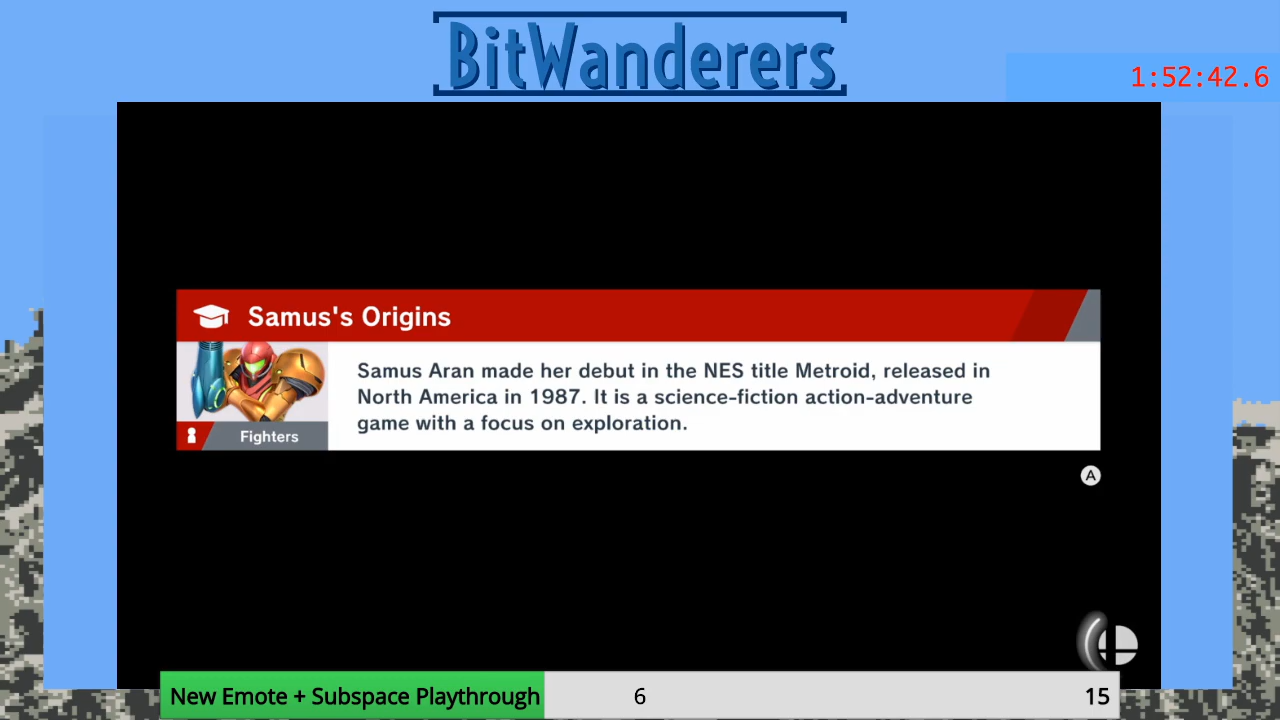 BitWanderers
1:52:42.6
Samus's Origins
Samus Aran made her debut in the NES title Metroid, released in
North America in 1987. It is a science-fiction action-adventure
game with a focus on exploration.
Fighters
A
New Emote + Subspace Playthrough 6 15